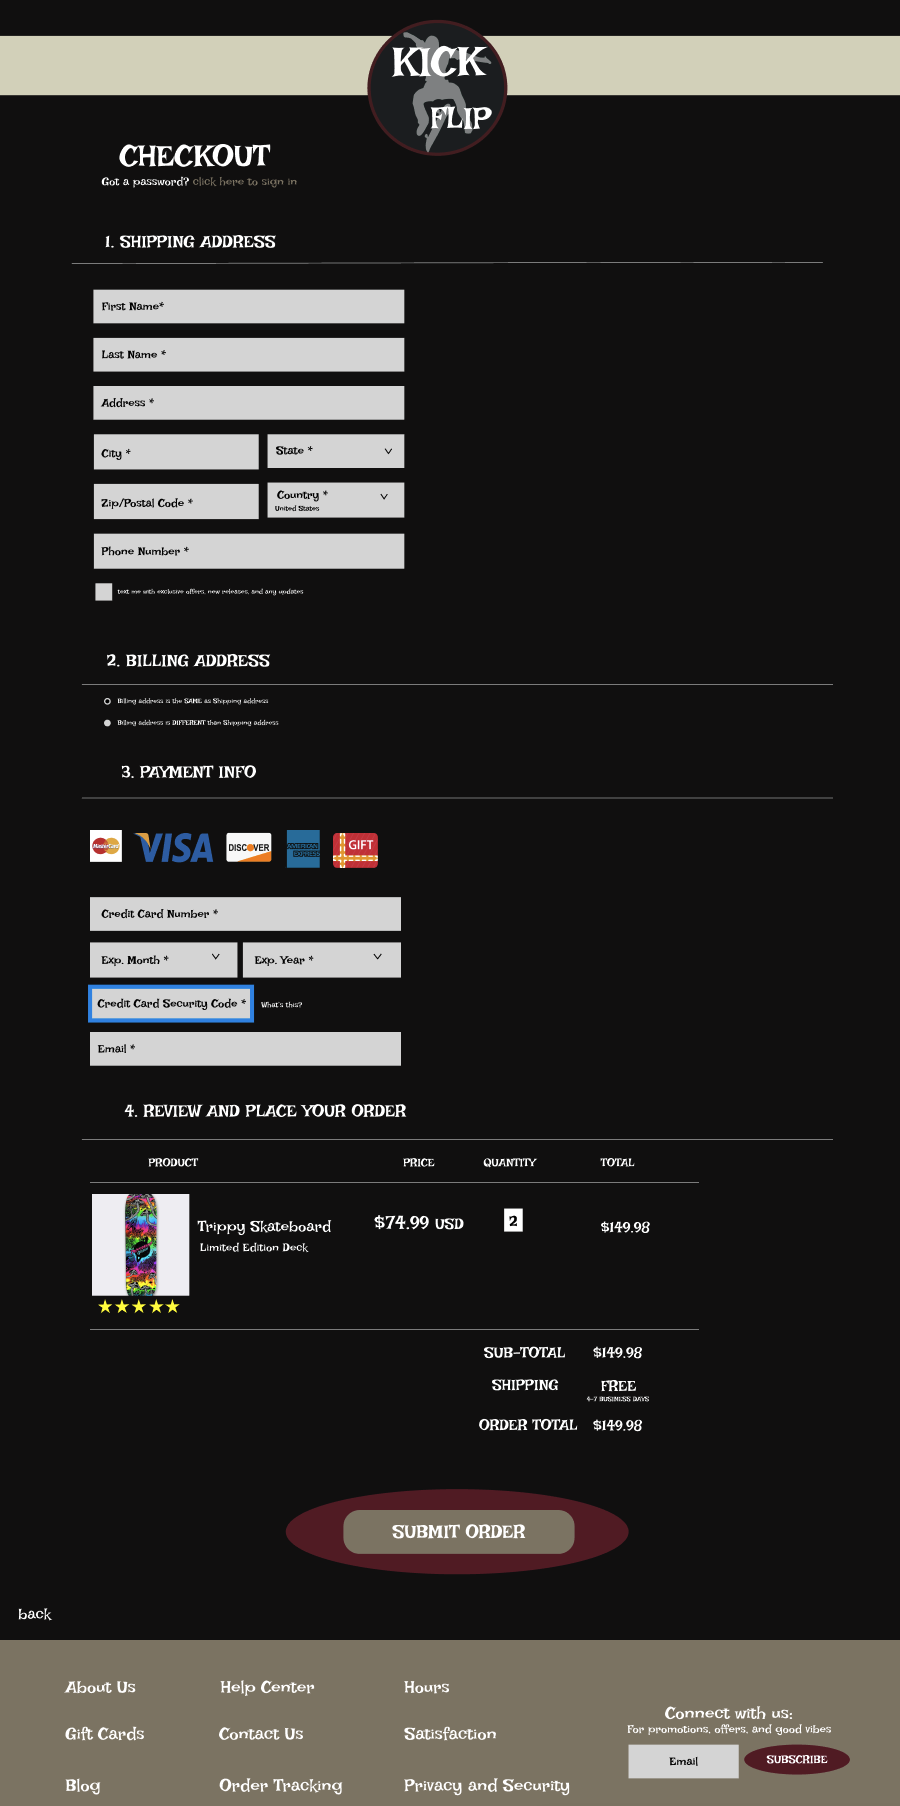 KICK
FLIP
CHECKOUT
Got a password? click here to sign in
1. SHIPPING ADDRESS
First Name*
Last Name *
Address *
City *
State *
Zip/Postal Code *
Country *
United States
Phone Number *
text me with exclusive offers, new releases, and any updates
2. BILLING ADDRESS
Billing address is the SAME as Shipping address
Billing address is DIFFERENT than Shipping address
3. PAYMENT INFO
MasterCard VISA DISCOVER AMERICAN EXPRESS GIFT
Credit Card Number *
Exp. Month *
Exp. Year *
Credit Card Security Code *
What's this?
Email *
4. REVIEW AND PLACE YOUR ORDER
PRODUCT PRICE QUANTITY TOTAL
Trippy Skateboard $74.99 USD 2 $149.98
Limited Edition Deck
SUB-TOTAL $149.98
SHIPPING FREE
4-7 BUSINESS DAYS
ORDER TOTAL $149.98
SUBMIT ORDER
back
About Us Help Center Hours
Connect with us:
For promotions, offers, and good vibes
Gift Cards Contact Us Satisfaction
Email SUBSCRIBE
Blog Order Tracking Privacy and Security